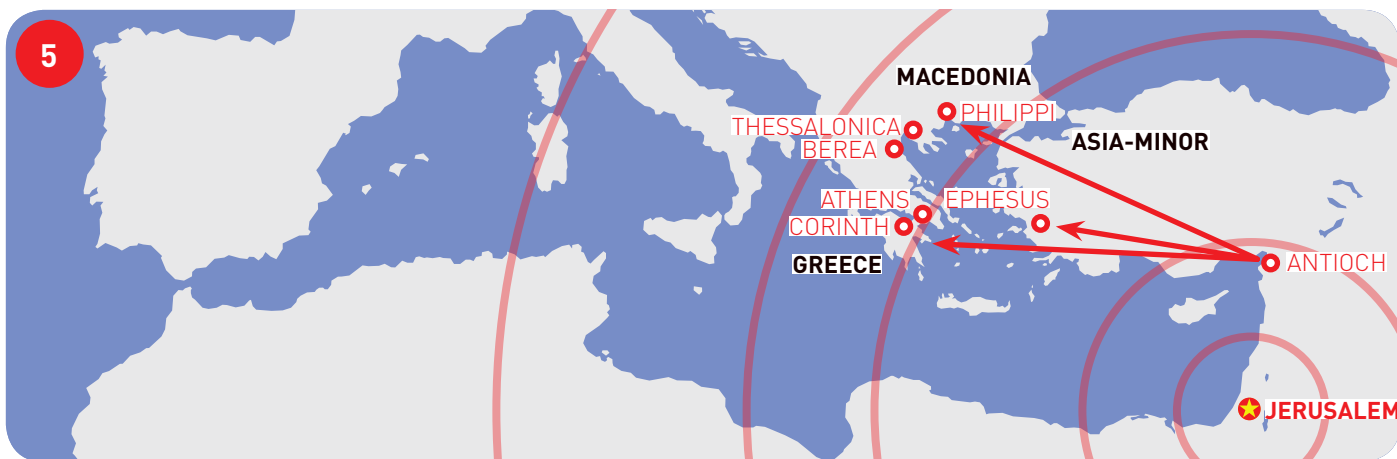 5
MACEDONIA
PHILIPPI
THESSALONICA
BEREA
ASIA-MINOR
ATHENS
EPHESUS
CORINTH
GREECE
ANTIOCH
JERUSALEM